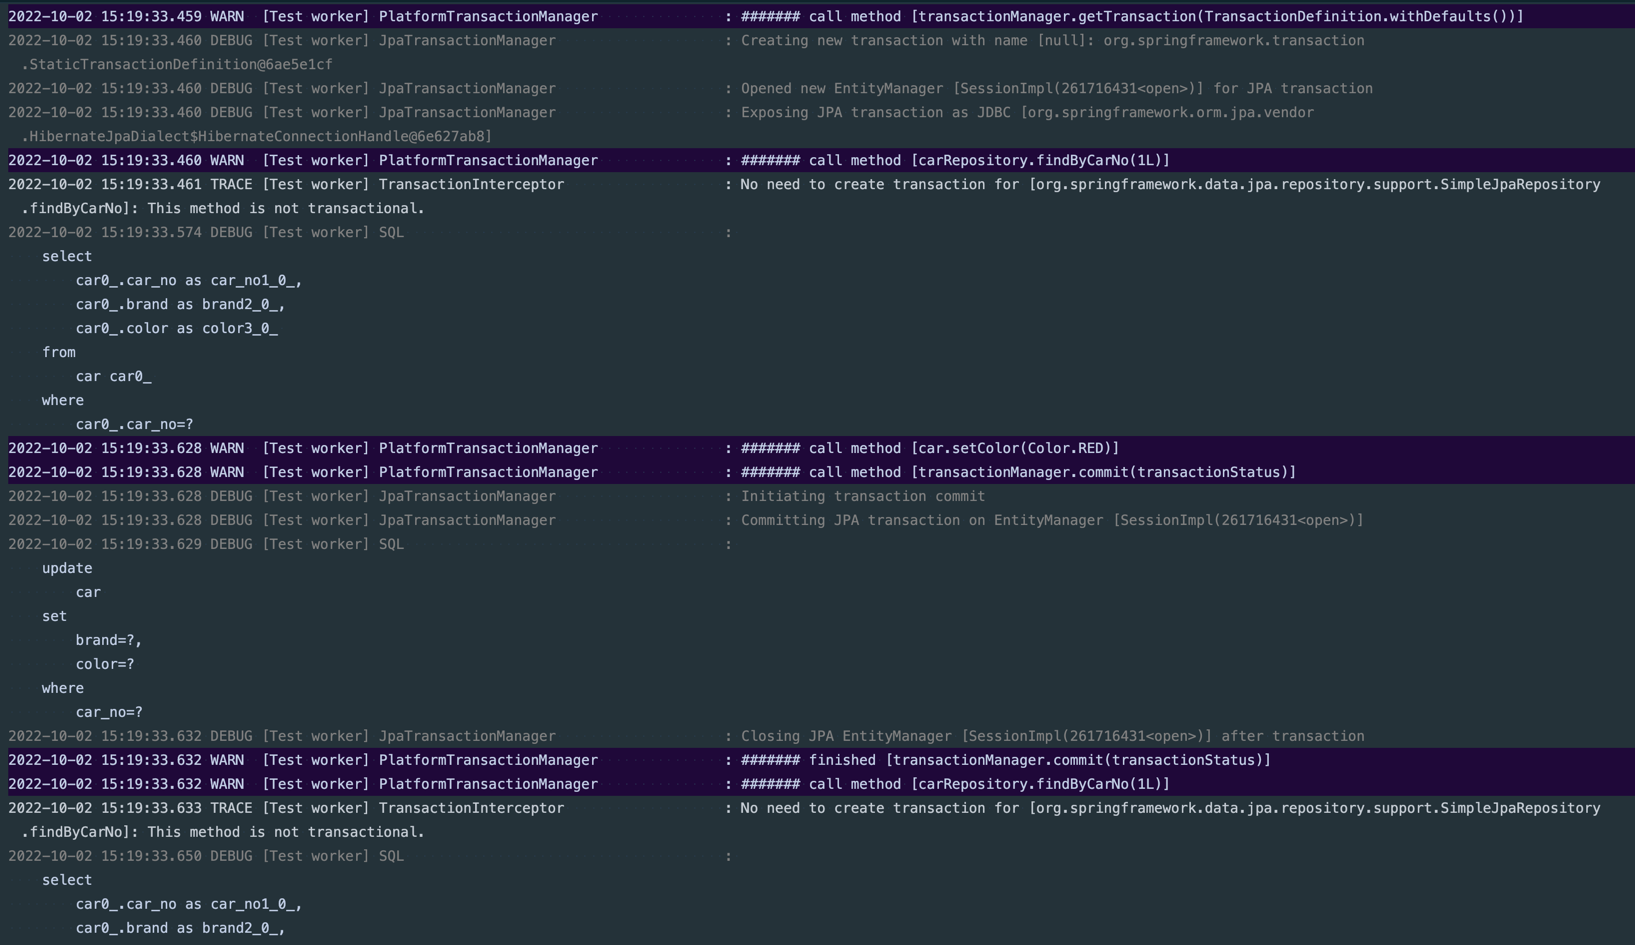 2022-10-02 15:19:33.459 WARN  [Test worker] PlatformTransactionManager               : ####### call method [transactionManager.getTransaction(TransactionDefinition.withDefaults())]
2022-10-02 15:19:33.460 DEBUG [Test worker] JpaTransactionManager                    : Creating new transaction with name [null]: org.springframework.transaction
.StaticTransactionDefinition@6ae5e1cf
2022-10-02 15:19:33.460 DEBUG [Test worker] JpaTransactionManager                    : Opened new EntityManager [SessionImpl(261716431<open>)] for JPA transaction
2022-10-02 15:19:33.460 DEBUG [Test worker] JpaTransactionManager                    : Exposing JPA transaction as JDBC [org.springframework.orm.jpa.vendor
.HibernateJpaDialect$HibernateConnectionHandle@6e627ab8]
2022-10-02 15:19:33.460 WARN  [Test worker] PlatformTransactionManager               : ####### call method [carRepository.findByCarNo(1L)]
2022-10-02 15:19:33.461 TRACE [Test worker] TransactionInterceptor                   : No need to create transaction for [org.springframework.data.jpa.repository.support.SimpleJpaRepository
.findByCarNo]: This method is not transactional.
2022-10-02 15:19:33.574 DEBUG [Test worker] SQL                                      :
    select
        car0_.car_no as car_no1_0_,
        car0_.brand as brand2_0_,
        car0_.color as color3_0_
    from
        car car0_
    where
        car0_.car_no=?
2022-10-02 15:19:33.628 WARN  [Test worker] PlatformTransactionManager               : ####### call method [car.setColor(Color.RED)]
2022-10-02 15:19:33.628 WARN  [Test worker] PlatformTransactionManager               : ####### call method [transactionManager.commit(transactionStatus)]
2022-10-02 15:19:33.628 DEBUG [Test worker] JpaTransactionManager                    : Initiating transaction commit
2022-10-02 15:19:33.628 DEBUG [Test worker] JpaTransactionManager                    : Committing JPA transaction on EntityManager [SessionImpl(261716431<open>)]
2022-10-02 15:19:33.629 DEBUG [Test worker] SQL                                      :
    update
        car
    set
        brand=?,
        color=?
    where
        car_no=?
2022-10-02 15:19:33.632 DEBUG [Test worker] JpaTransactionManager                    : Closing JPA EntityManager [SessionImpl(261716431<open>)] after transaction
2022-10-02 15:19:33.632 WARN  [Test worker] PlatformTransactionManager               : ####### finished [transactionManager.commit(transactionStatus)]
2022-10-02 15:19:33.632 WARN  [Test worker] PlatformTransactionManager               : ####### call method [carRepository.findByCarNo(1L)]
2022-10-02 15:19:33.633 TRACE [Test worker] TransactionInterceptor                   : No need to create transaction for [org.springframework.data.jpa.repository.support.SimpleJpaRepository
.findByCarNo]: This method is not transactional.
2022-10-02 15:19:33.650 DEBUG [Test worker] SQL                                      :
    select
        car0_.car_no as car_no1_0_,
        car0_.brand as brand2_0_,